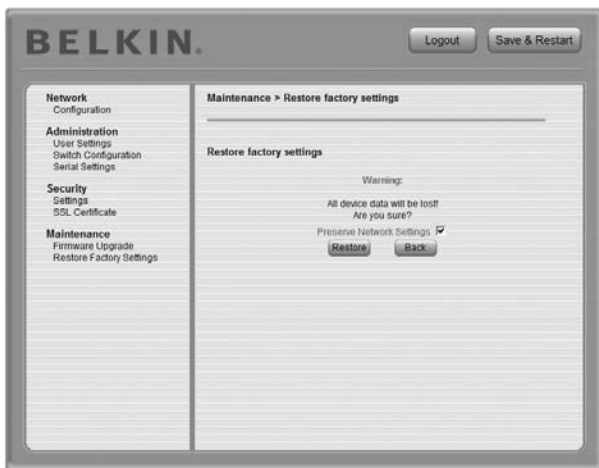 BELKIN.
Logout
Save & Restart
Network
Configuration
Administration
User Settings
Switch Configuration
Serial Settings
Security
Settings
SSL Certificate
Maintenance
Firmware Upgrade
Restore Factory Settings
Maintenance > Restore factory settings
Restore factory settings
Warning:
All device data will be lost!
Are you sure?
Preserve Network Settings
Restore
Back